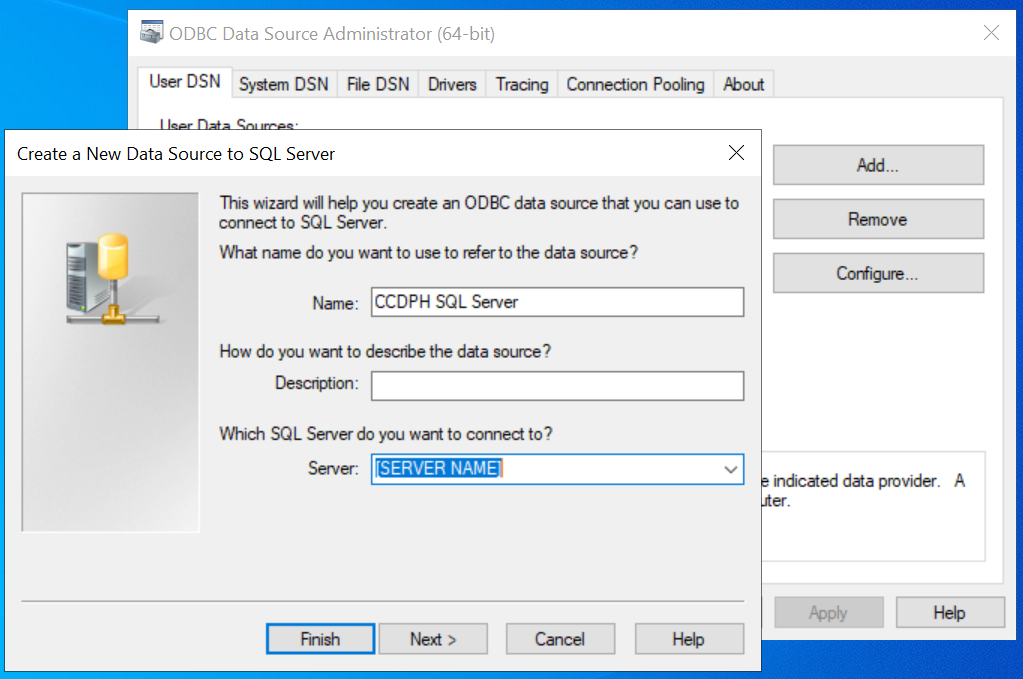 ODBC Data Source Administrator (64-bit)
User DSN
System DSN
File DSN
Drivers
Tracing
Connection Pooling
About
User Data Sources:
Add...
Remove
Configure...
Create a New Data Source to SQL Server
This wizard will help you create an ODBC data source that you can use to
connect to SQL Server.
What name do you want to use to refer to the data source?
Name: CCDPH SQL Server
How do you want to describe the data source?
Description:
Which SQL Server do you want to connect to?
Server: [SERVER NAME]
indicated data provider. A
Finish
Next >
Cancel
Help
Apply
Help